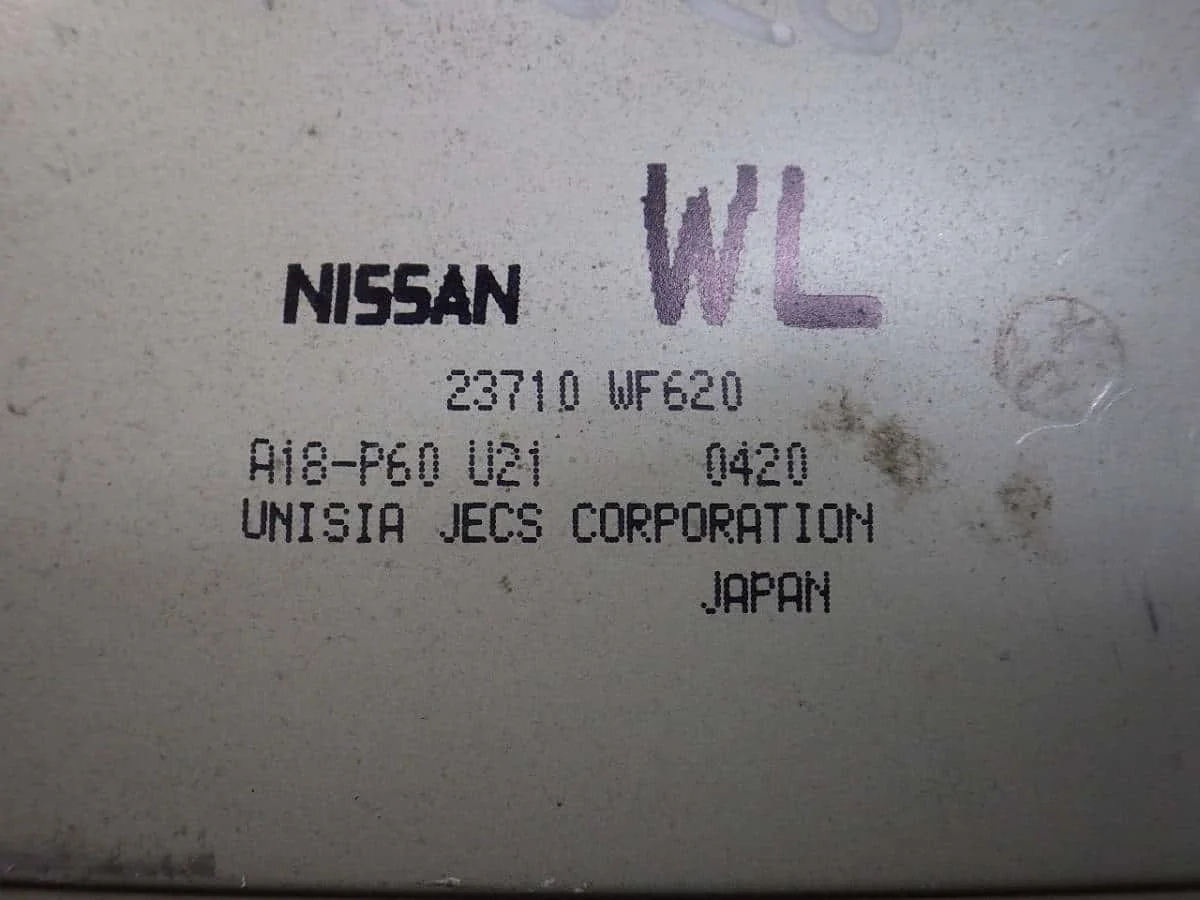 NISSAN WL
23710 WF620
A18-P60 U21 0420
UNISIA JECS CORPORATION
JAPAN